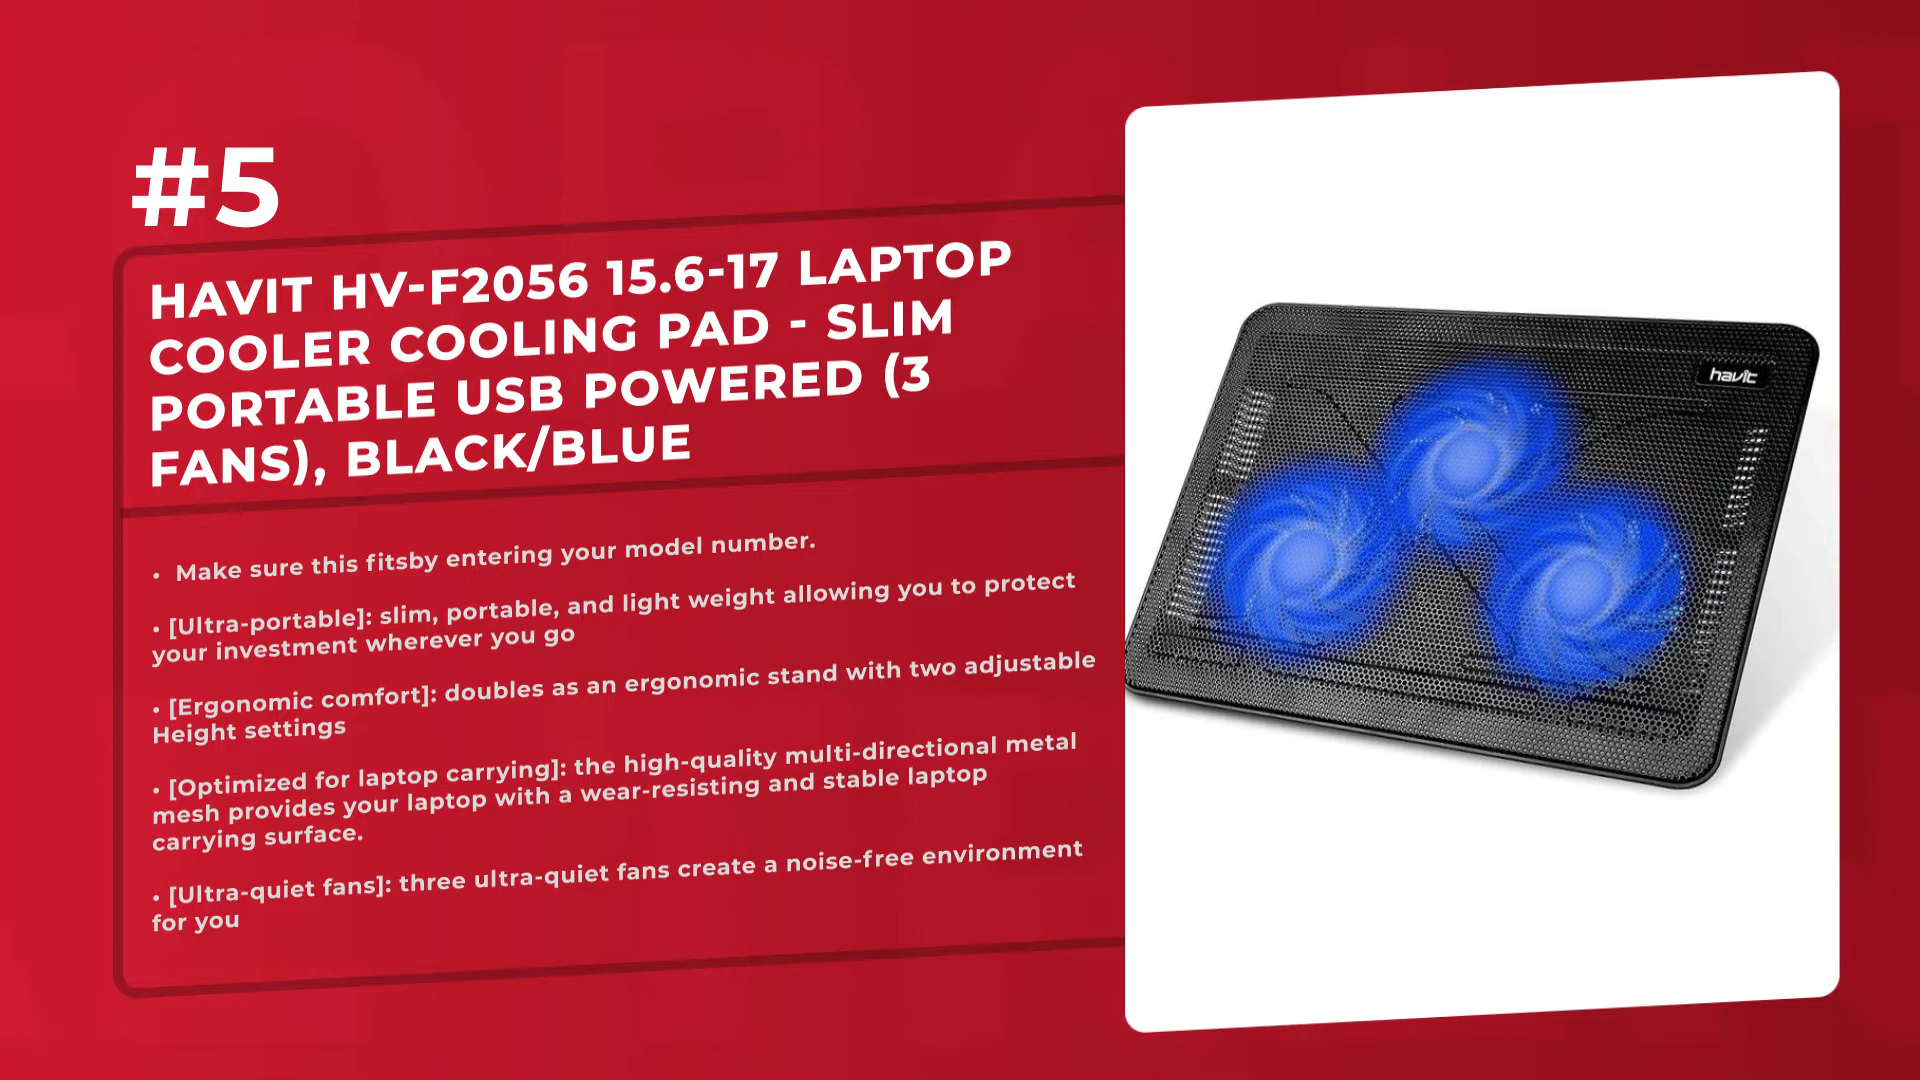 #5
HAVIT HV-F2056 15.6-17 LAPTOP
COOLER COOLING PAD - SLIM
PORTABLE USB POWERED (3
FANS), BLACK/BLUE
• Make sure this fitsby entering your model number.
• [Ultra-portable]: slim, portable, and light weight allowing you to protect
your investment wherever you go
• [Ergonomic comfort]: doubles as an ergonomic stand with two adjustable
Height settings
• [Optimized for laptop carrying]: the high-quality multi-directional metal
mesh provides your laptop with a wear-resisting and stable laptop
carrying surface.
• [Ultra-quiet fans]: three ultra-quiet fans create a noise-free environment
for you
havit